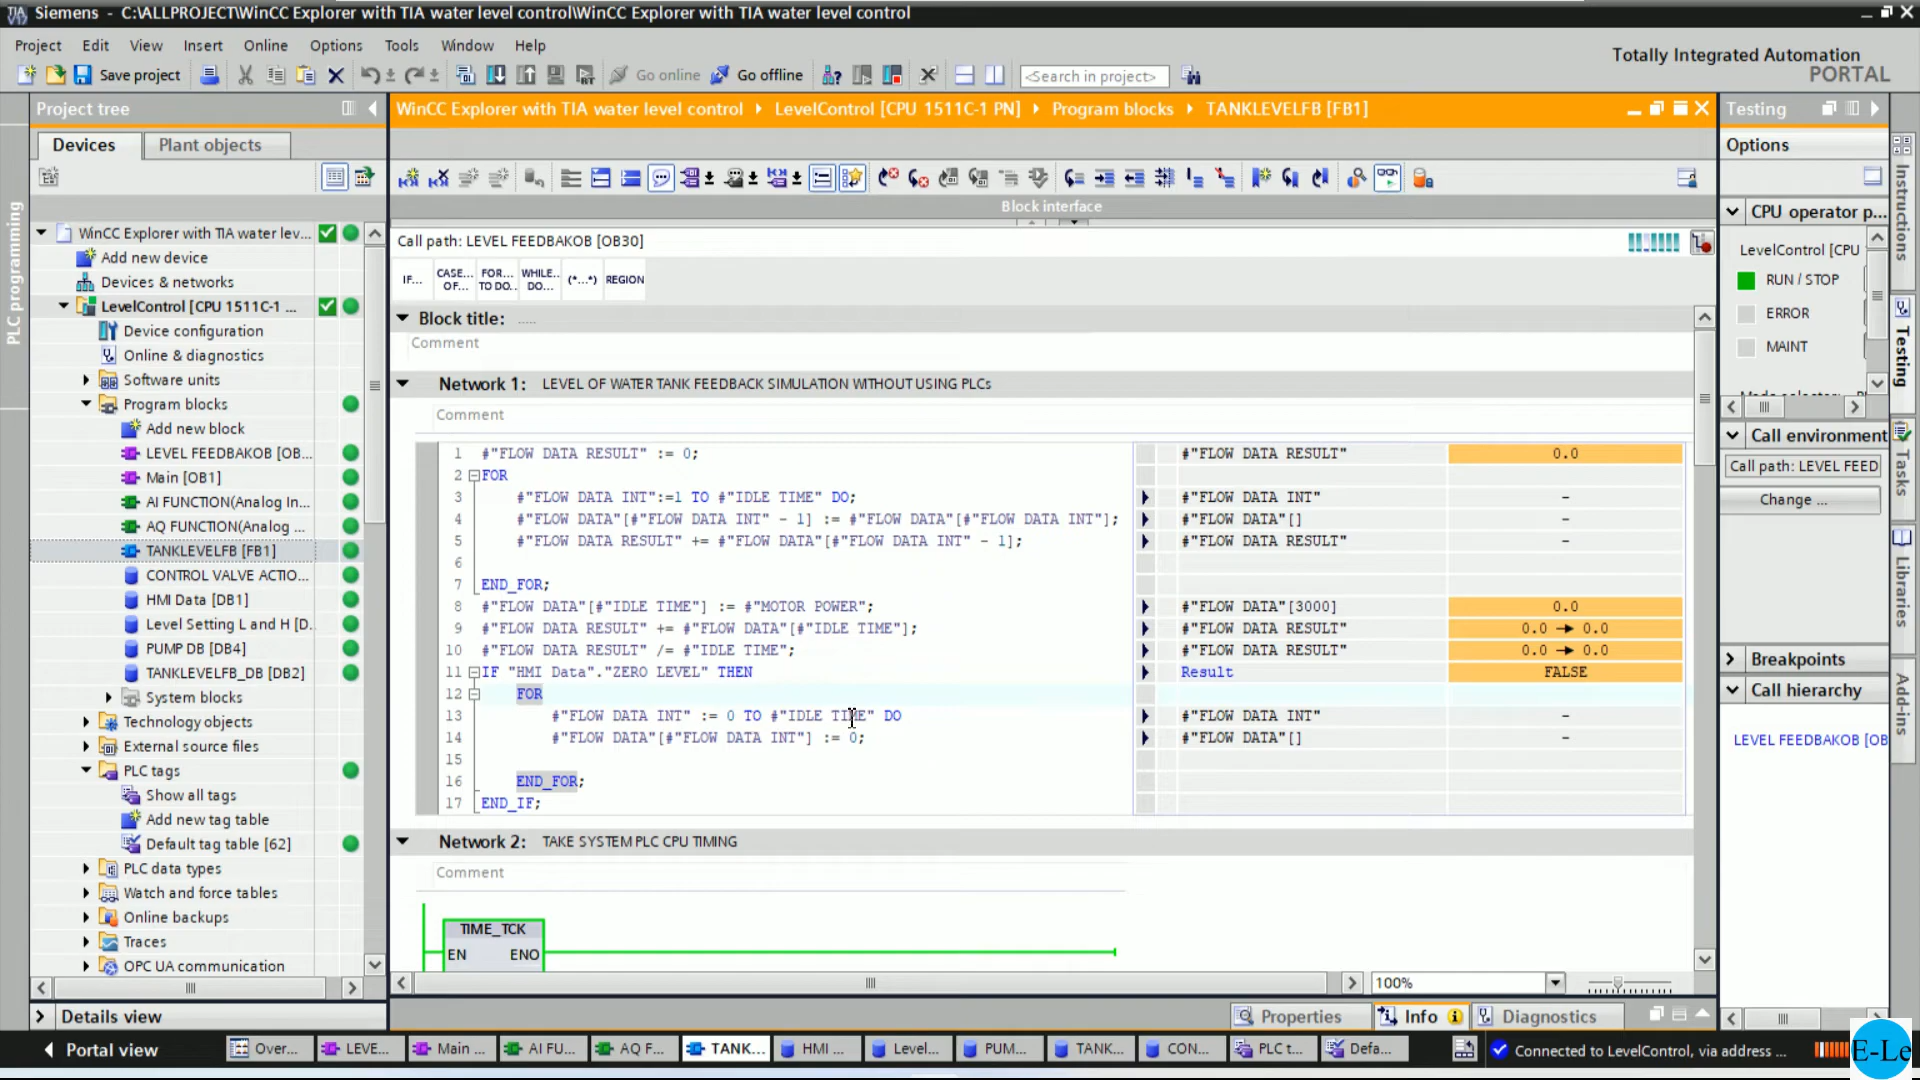 Siemens - C:\ALLPROJECT\WinCC Explorer with TIA water level control\WinCC Explorer with TIA water level control
Project Edit View Insert Online Options Tools Window Help
Totally Integrated Automation
PORTAL
Save project
Go online
Go offline
<Search in project>
Project tree
WinCC Explorer with TIA water level control
LevelControl [CPU 1511C-1 PN]
Program blocks
TANKLEVELFB [FB1]
Testing
Devices
Plant objects
Options
PLC programming
Block interface
CPU operator p...
LevelControl [CPU
RUN / STOP
ERROR
MAINT
Call environment
Call path: LEVEL FEED
Change ...
Breakpoints
Call hierarchy
LEVEL FEEDBAKOB [OB
Instructions
Testing
Tasks
Libraries
Add-ins
WinCC Explorer with TIA water lev...
Add new device
Devices & networks
LevelControl [CPU 1511C-1 ...
Device configuration
Online & diagnostics
Software units
Program blocks
Add new block
LEVEL FEEDBAKOB [OB...
Main [OB1]
AI FUNCTION(Analog In...
AQ FUNCTION(Analog ...
TANKLEVELFB [FB1]
CONTROL VALVE ACTIO...
HMI Data [DB1]
Level Setting L and H [D...
PUMP DB [DB4]
TANKLEVELFB_DB [DB2]
System blocks
Technology objects
External source files
PLC tags
Show all tags
Add new tag table
Default tag table [62]
PLC data types
Watch and force tables
Online backups
Traces
OPC UA communication
Details view
Call path: LEVEL FEEDBAKOB [OB30]
IF... CASE... OF... FOR... TO DO.. WHILE.. DO... (*...*) REGION
Block title: .....
Comment
Network 1: LEVEL OF WATER TANK FEEDBACK SIMULATION WITHOUT USING PLCs
Comment
1 #"FLOW DATA RESULT" := 0; #"FLOW DATA RESULT" 0.0
2 FOR
3 #"FLOW DATA INT":=1 TO #"IDLE TIME" DO; #"FLOW DATA INT" -
4 #"FLOW DATA"[#"FLOW DATA INT" - 1] := #"FLOW DATA"[#"FLOW DATA INT"]; #"FLOW DATA"[] -
5 #"FLOW DATA RESULT" += #"FLOW DATA"[#"FLOW DATA INT" - 1]; #"FLOW DATA RESULT" -
6
7 END_FOR;
8 #"FLOW DATA"[#"IDLE TIME"] := #"MOTOR POWER"; #"FLOW DATA"[3000] 0.0
9 #"FLOW DATA RESULT" += #"FLOW DATA"[#"IDLE TIME"]; #"FLOW DATA RESULT" 0.0 → 0.0
10 #"FLOW DATA RESULT" /= #"IDLE TIME"; #"FLOW DATA RESULT" 0.0 → 0.0
11 IF "HMI Data"."ZERO LEVEL" THEN Result FALSE
12 FOR
13 #"FLOW DATA INT" := 0 TO #"IDLE TIME" DO #"FLOW DATA INT" -
14 #"FLOW DATA"[#"FLOW DATA INT"] := 0; #"FLOW DATA"[] -
15
16 END_FOR;
17 END_IF;
Network 2: TAKE SYSTEM PLC CPU TIMING
Comment
TIME_TCK
EN ENO
100%
Properties Info Diagnostics
Portal view Over... LEVE... Main ... AI FU... AQ F... TANK... HMI ... Level... PUM... TANK... CON... PLC t... Defa... Connected to LevelControl, via address ...
E-Le